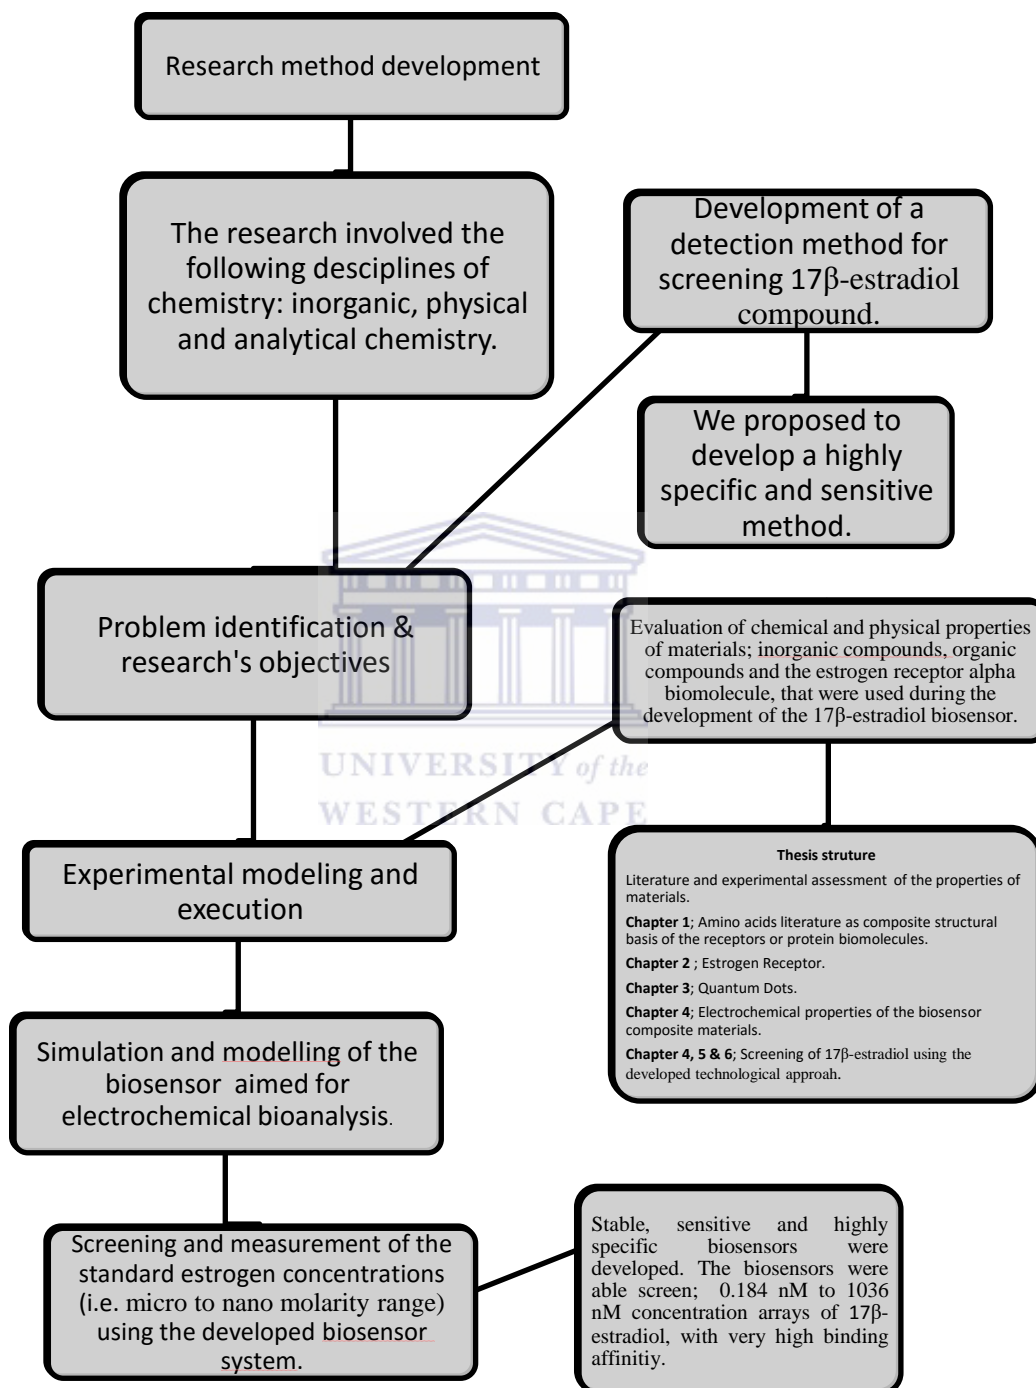 Research method development
The research involved the
following desciplines of
chemistry: inorganic, physical
and analytical chemistry.
Development of a
detection method for
screening 17β-estradiol
compound.
We proposed to
develop a highly
specific and sensitive
method.
Problem identification &
research's objectives
Evaluation of chemical and physical properties
of materials; inorganic compounds, organic
compounds and the estrogen receptor alpha
biomolecule, that were used during the
development of the 17β-estradiol biosensor.
UNIVERSITY of the
WESTERN CAPE
Thesis struture
Literature and experimental assessment of the properties of
materials.
Chapter 1; Amino acids literature as composite structural
basis of the receptors or protein biomolecules.
Chapter 2 ; Estrogen Receptor.
Chapter 3; Quantum Dots.
Chapter 4; Electrochemical properties of the biosensor
composite materials.
Chapter 4, 5 & 6; Screening of 17β-estradiol using the
developed technological approah.
Experimental modeling and
execution
Simulation and modelling of the
biosensor aimed for
electrochemical bioanalysis.
Screening and measurement of the
standard estrogen concentrations
(i.e. micro to nano molarity range)
using the developed biosensor
system.
Stable, sensitive and highly
specific biosensors were
developed. The biosensors were
able screen; 0.184 nM to 1036
nM concentration arrays of 17β-
estradiol, with very high binding
affinitiy.